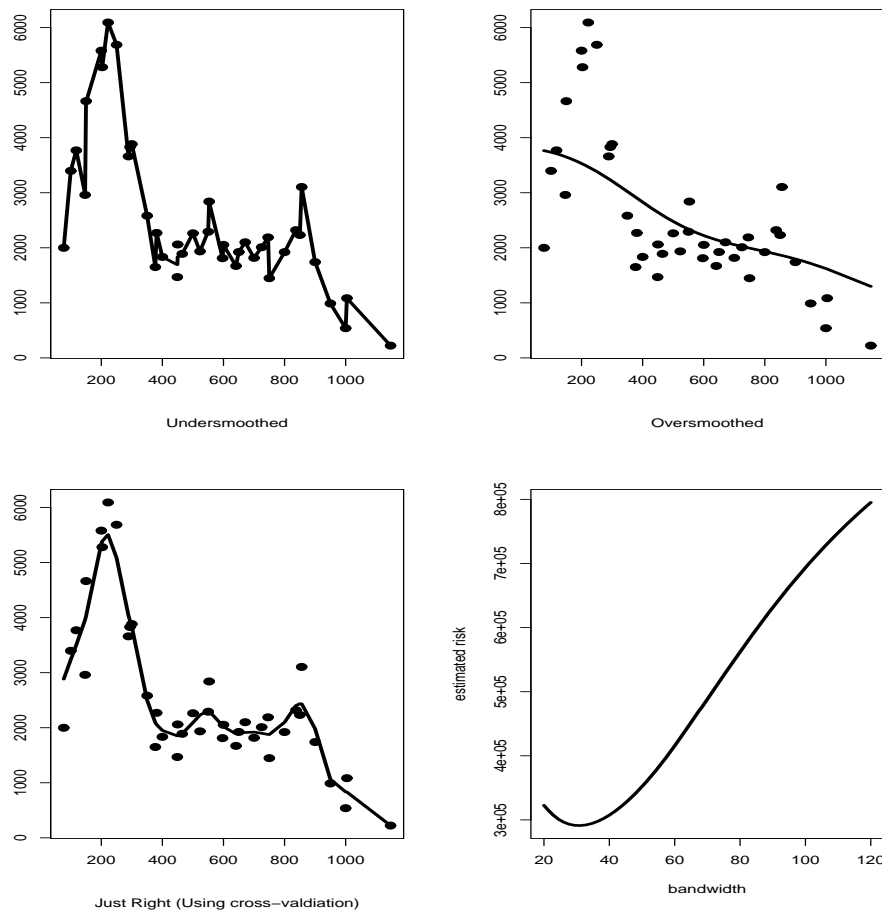 6000
5000
4000
3000
2000
1000
0
200 400 600 800 1000
Undersmoothed
6000
5000
4000
3000
2000
1000
0
200 400 600 800 1000
Oversmoothed
6000
5000
4000
3000
2000
1000
0
200 400 600 800 1000
Just Right (Using cross−valdiation)
8e+05
7e+05
6e+05
5e+05
4e+05
3e+05
estimated risk
20 40 60 80 100 120
bandwidth